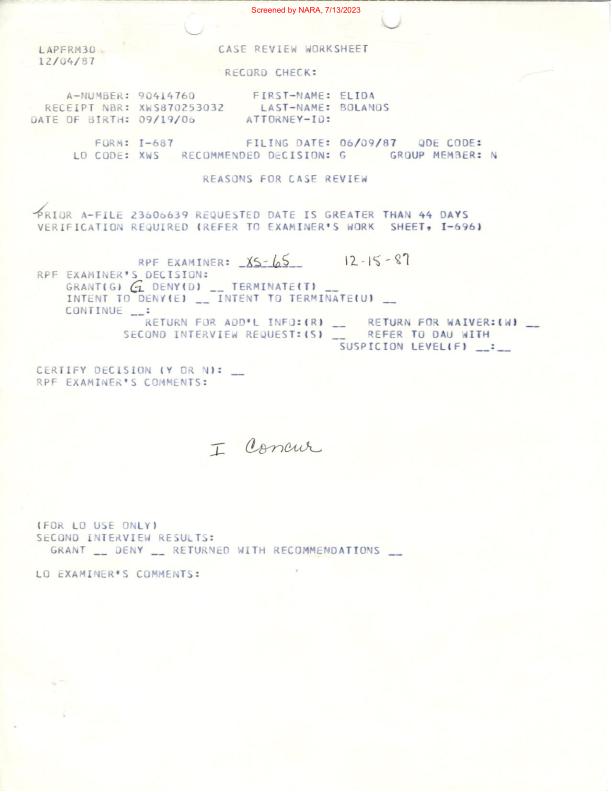 Screened by NARA, 7/13/2023
LAPFRM30 CASE REVIEW WORKSHEET
12/04/87
RECORD CHECK:
A-NUMBER: 90414760 FIRST-NAME: ELIDA
RECEIPT NBR: XWS870253032 LAST-NAME: BOLANOS
DATE OF BIRTH: 09/19/06 ATTORNEY-ID:
FORM: I-687 FILING DATE: 06/09/87 QDE CODE:
LO CODE: XWS RECOMMENDED DECISION: G GROUP MEMBER: N
REASONS FOR CASE REVIEW
PRIOR A-FILE 23606639 REQUESTED DATE IS GREATER THAN 44 DAYS
VERIFICATION REQUIRED (REFER TO EXAMINER'S WORK SHEET, I-696)
RPF EXAMINER: XS-65 12-15-87
RPF EXAMINER'S DECISION:
GRANT(G) G DENY(D) __ TERMINATE(T) __
INTENT TO DENY(E) __ INTENT TO TERMINATE(U) __
CONTINUE __:
RETURN FOR ADD'L INFO:(R) __ RETURN FOR WAIVER:(W) __
SECOND INTERVIEW REQUEST:(S) __ REFER TO DAU WITH
SUSPICION LEVEL(F) __:__
CERTIFY DECISION (Y OR N): __
RPF EXAMINER'S COMMENTS:
I Concur
(FOR LO USE ONLY)
SECOND INTERVIEW RESULTS:
GRANT __ DENY __ RETURNED WITH RECOMMENDATIONS __
LO EXAMINER'S COMMENTS: